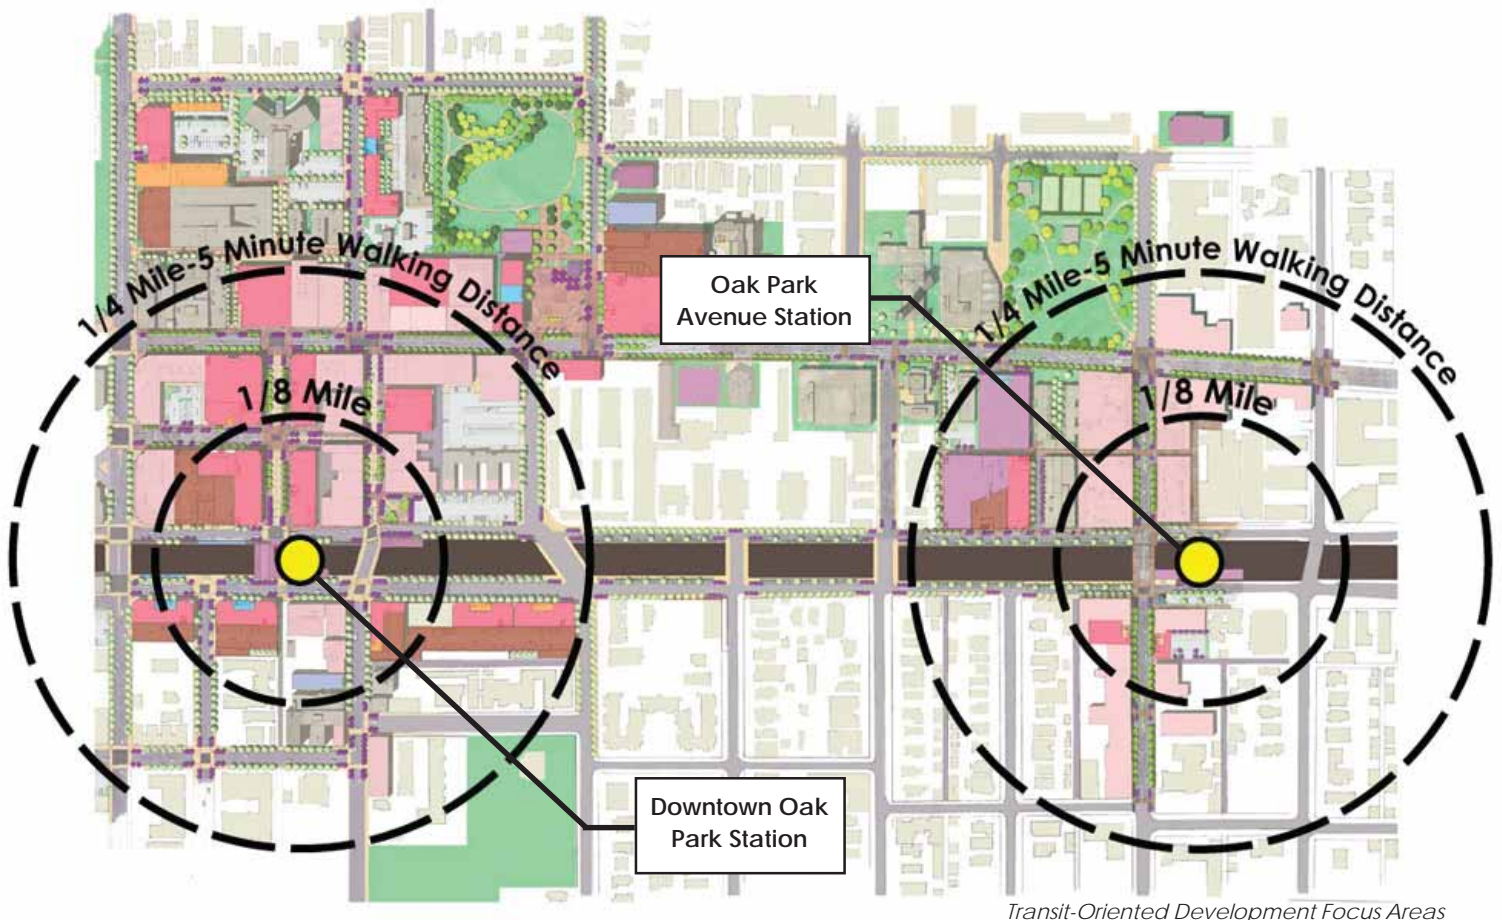 1/4 Mile-5 Minute Walking Distance
1/8 Mile
Oak Park
Avenue Station
1/4 Mile-5 Minute Walking Distance
1/8 Mile
Downtown Oak
Park Station
Transit-Oriented Development Focus Areas